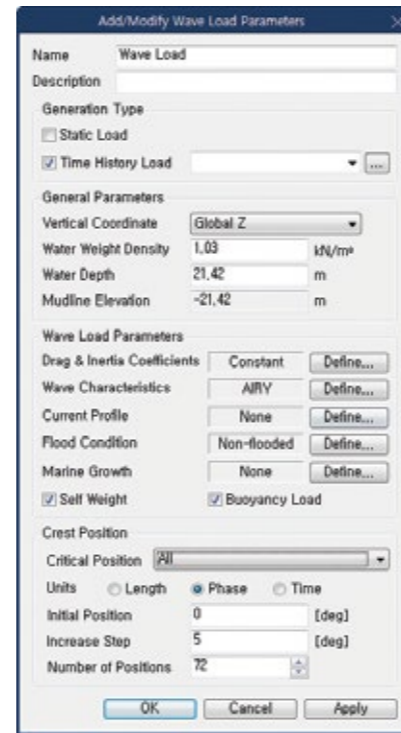 Add/Modify Wave Load Parameters
Name Wave Load
Description
Generation Type
Static Load
Time History Load ...
General Parameters
Vertical Coordinate Global Z
Water Weight Density 1,03 kN/m³
Water Depth 21,42 m
Mudline Elevation -21,42 m
Wave Load Parameters
Drag & Inertia Coefficients Constant Define...
Wave Characteristics AIRY Define...
Current Profile None Define...
Flood Condition Non-flooded Define...
Marine Growth None Define...
Self Weight Buoyancy Load
Crest Position
Critical Position All
Units Length Phase Time
Initial Position 0 [deg]
Increase Step 5 [deg]
Number of Positions 72
OK Cancel Apply